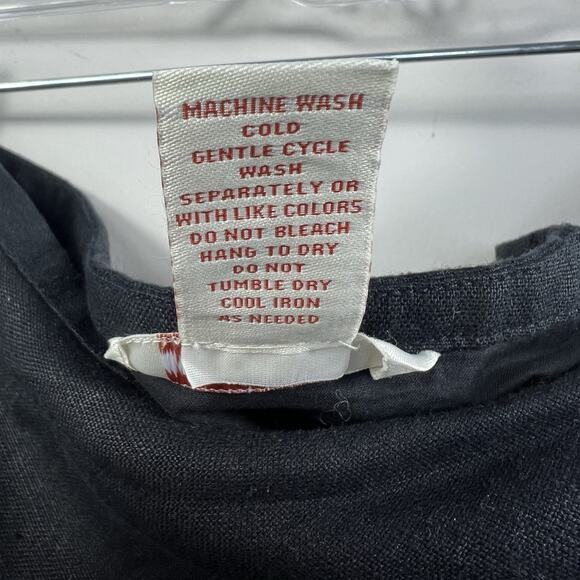 MACHINE WASH
COLD
GENTLE CYCLE
WASH
SEPARATELY OR
WITH LIKE COLORS
DO NOT BLEACH
HANG TO DRY
DO NOT
TUMBLE DRY
COOL IRON
AS NEEDED